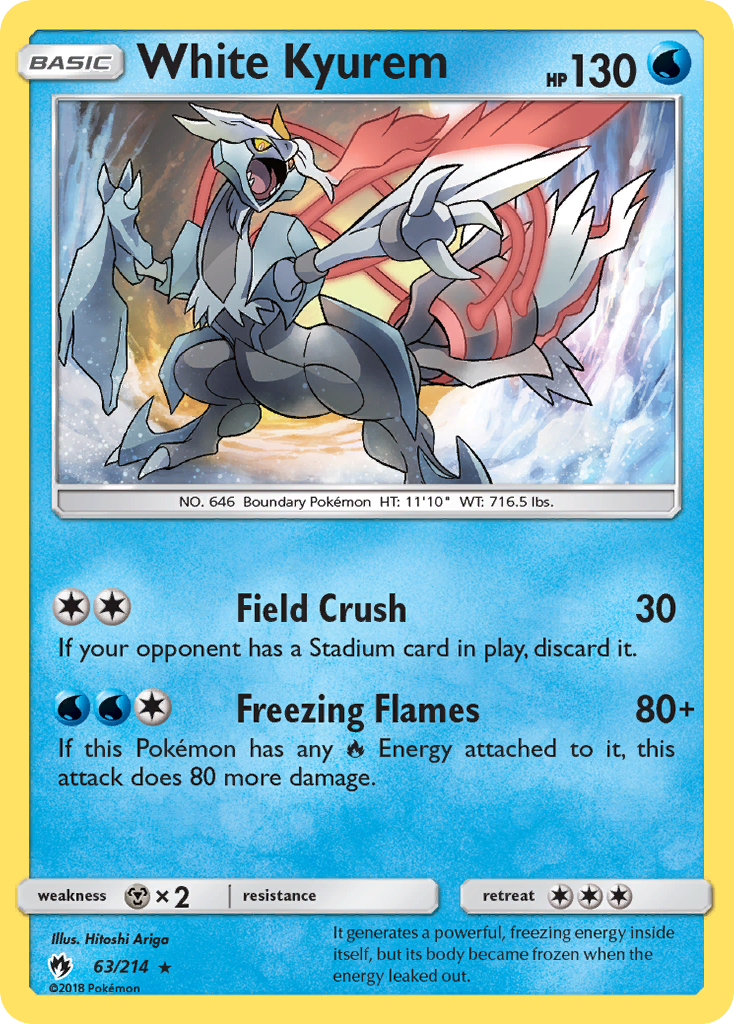 BASIC White Kyurem HP 130
NO. 646 Boundary Pokémon HT: 11'10" WT: 716.5 lbs.
Field Crush 30
If your opponent has a Stadium card in play, discard it.
Freezing Flames 80+
If this Pokémon has any Energy attached to it, this
attack does 80 more damage.
weakness ×2 resistance retreat
Illus. Hitoshi Ariga
63/214
©2018 Pokémon
It generates a powerful, freezing energy inside
itself, but its body became frozen when the
energy leaked out.